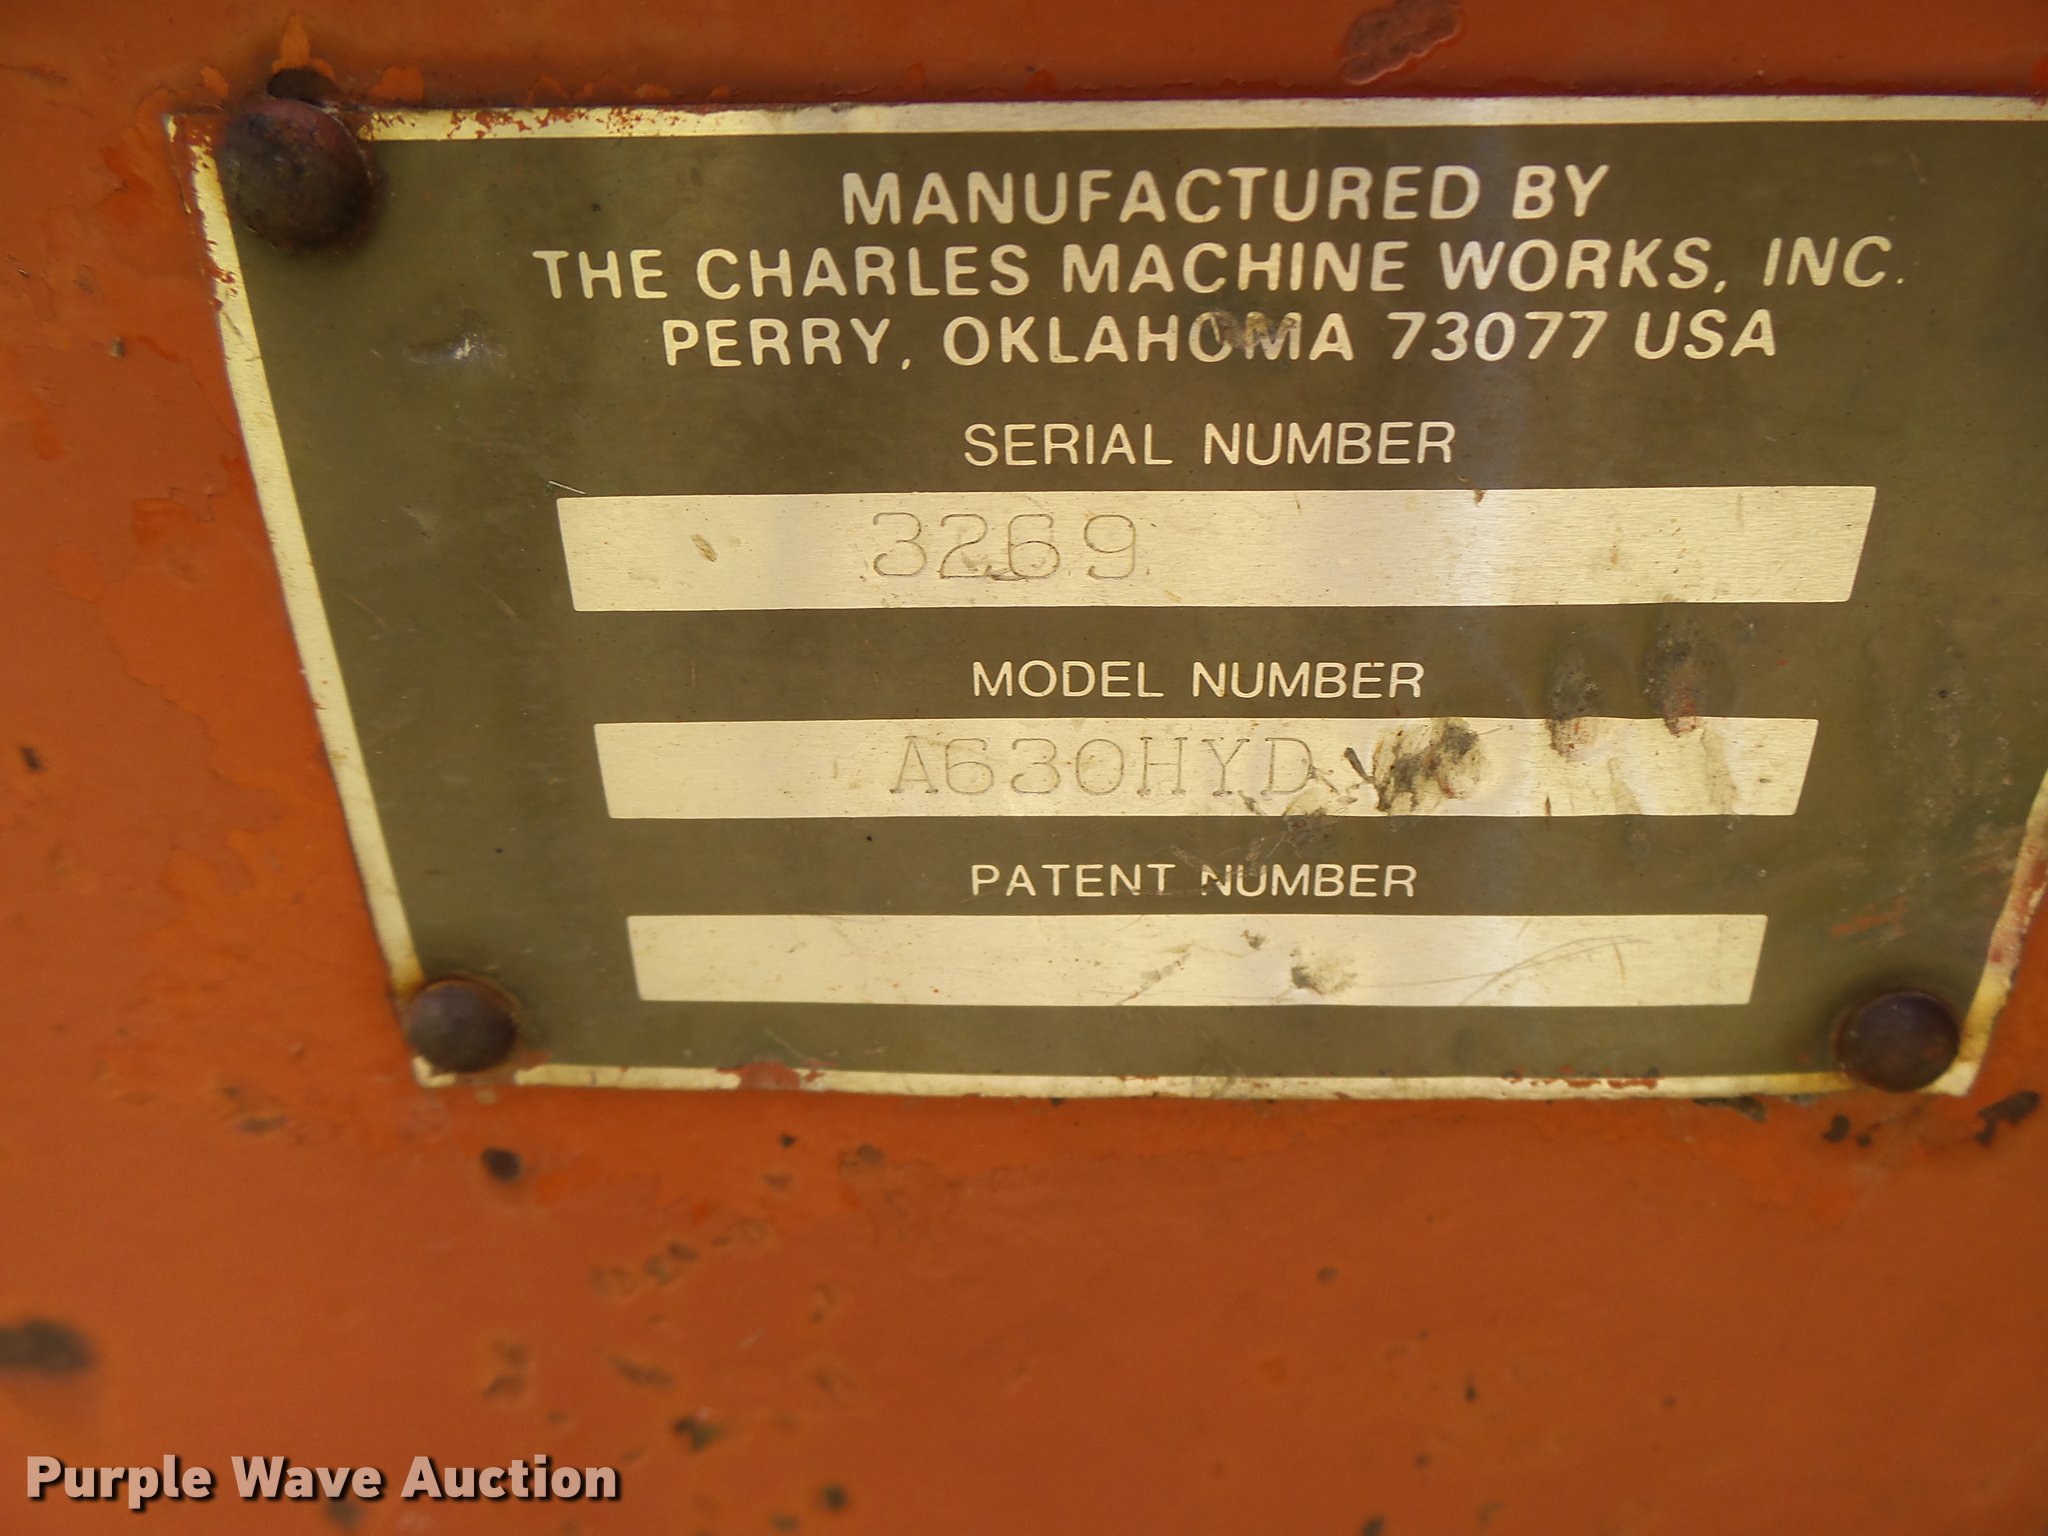 MANUFACTURED BY
THE CHARLES MACHINE WORKS, INC.
PERRY, OKLAHOMA 73077 USA
SERIAL NUMBER
3269
MODEL NUMBER
A630HYD
PATENT NUMBER
Purple Wave Auction